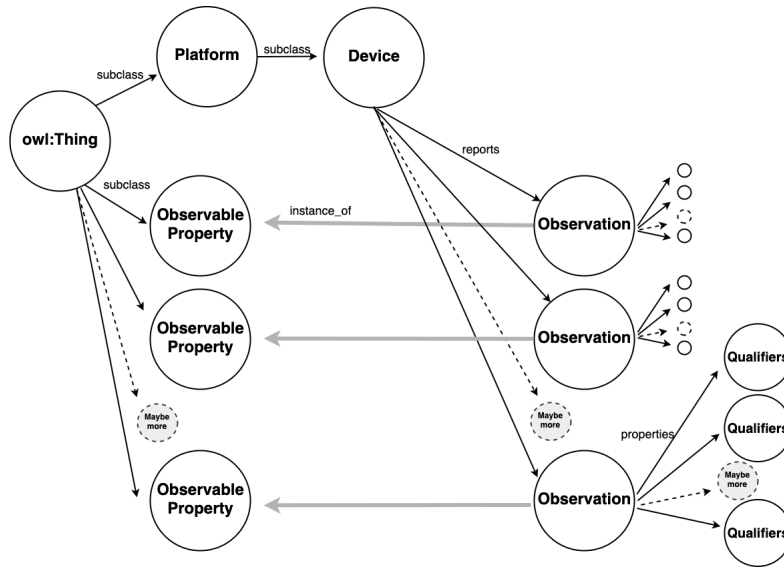 subclass
Platform
subclass
Device
owl:Thing
reports
subclass
Observable
Property
instance_of
Observation
Observable
Property
Observation
Qualifiers
Maybe
more
Maybe
more
properties
Qualifiers
Maybe
more
Observable
Property
Observation
Qualifiers